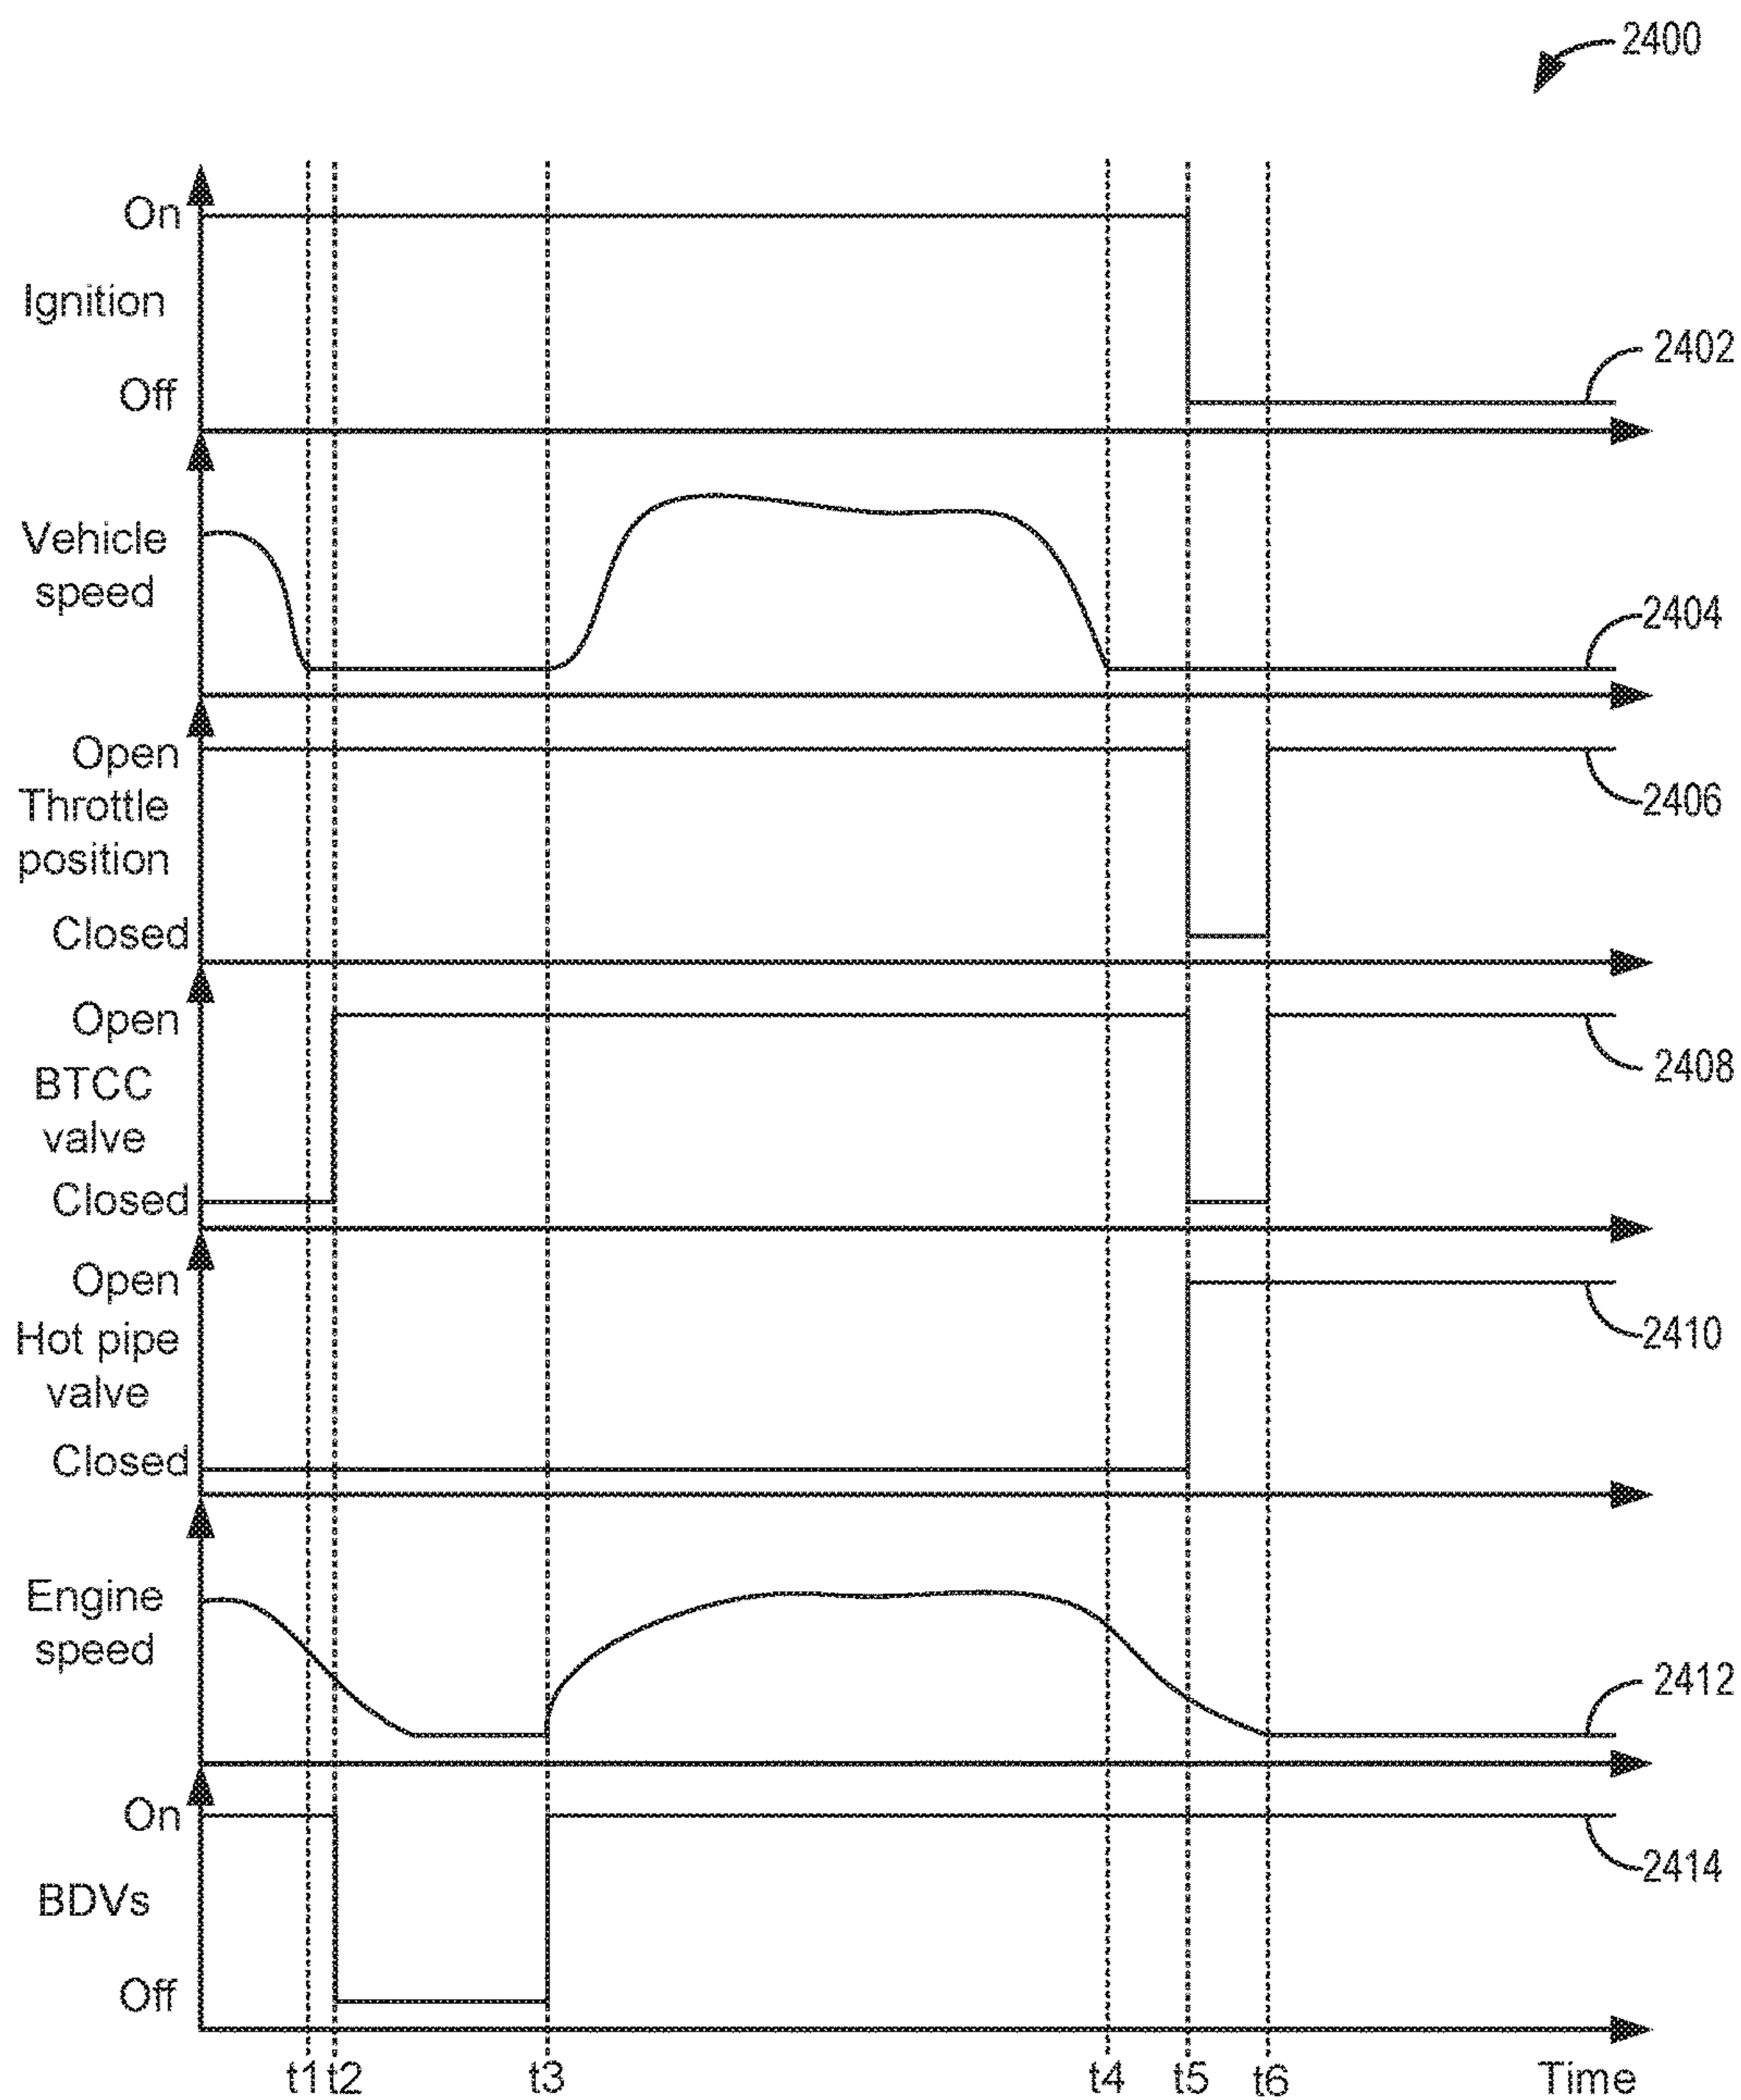 2400
On
Ignition
Off
2402
Vehicle
speed
2404
Open
Throttle
position
Closed
2406
Open
BTCC
valve
Closed
2408
Open
Hot pipe
valve
Closed
2410
Engine
speed
2412
On
BDVs
Off
2414
t1 t2 t3 t4 t5 t6 Time